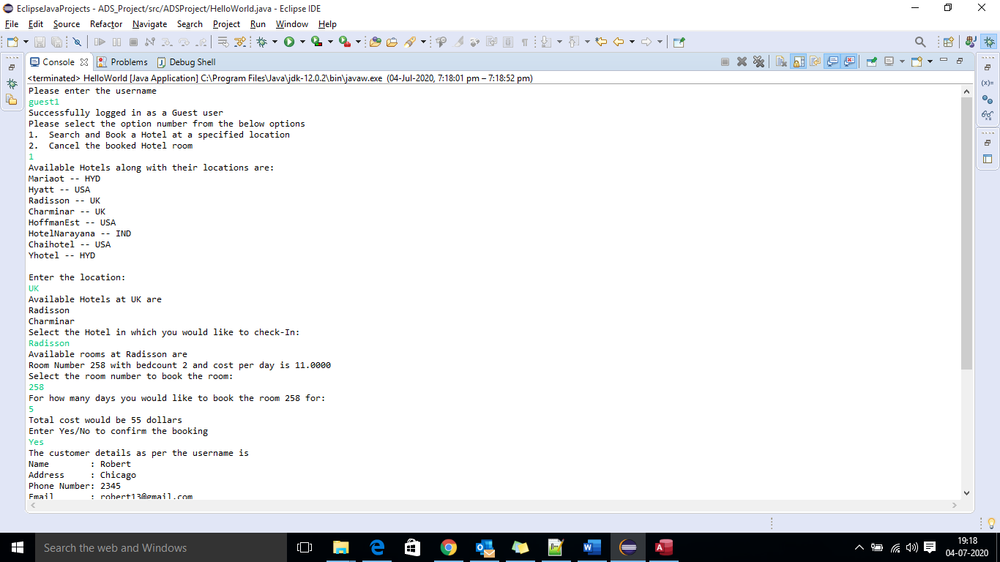 EclipseJavaProjects - ADS_Project/src/ADSProject/HelloWorld.java - Eclipse IDE
File Edit Source Refactor Navigate Search Project Run Window Help
Console Problems Debug Shell
<terminated> HelloWorld [Java Application] C:\Program Files\Java\jdk-12.0.2\bin\javaw.exe (04-Jul-2020, 7:18:01 pm – 7:18:52 pm)
Please enter the username
guest1
Successfully logged in as a Guest user
Please select the option number from the below options
1.  Search and Book a Hotel at a specified location
2.  Cancel the booked Hotel room
1
Available Hotels along with their locations are:
Mariaot -- HYD
Hyatt -- USA
Radisson -- UK
Charminar -- UK
HoffmanEst -- USA
HotelNarayana -- IND
Chaihotel -- USA
Yhotel -- HYD
Enter the location:
UK
Available Hotels at UK are
Radisson
Charminar
Select the Hotel in which you would like to check-In:
Radisson
Available rooms at Radisson are
Room Number 258 with bedcount 2 and cost per day is 11.0000
Select the room number to book the room:
258
For how many days you would like to book the room 258 for:
5
Total cost would be 55 dollars
Enter Yes/No to confirm the booking
Yes
The customer details as per the username is
Name        : Robert
Address     : Chicago
Phone Number: 2345
Email       : robert13@gmail.com
Search the web and Windows
19:18
04-07-2020